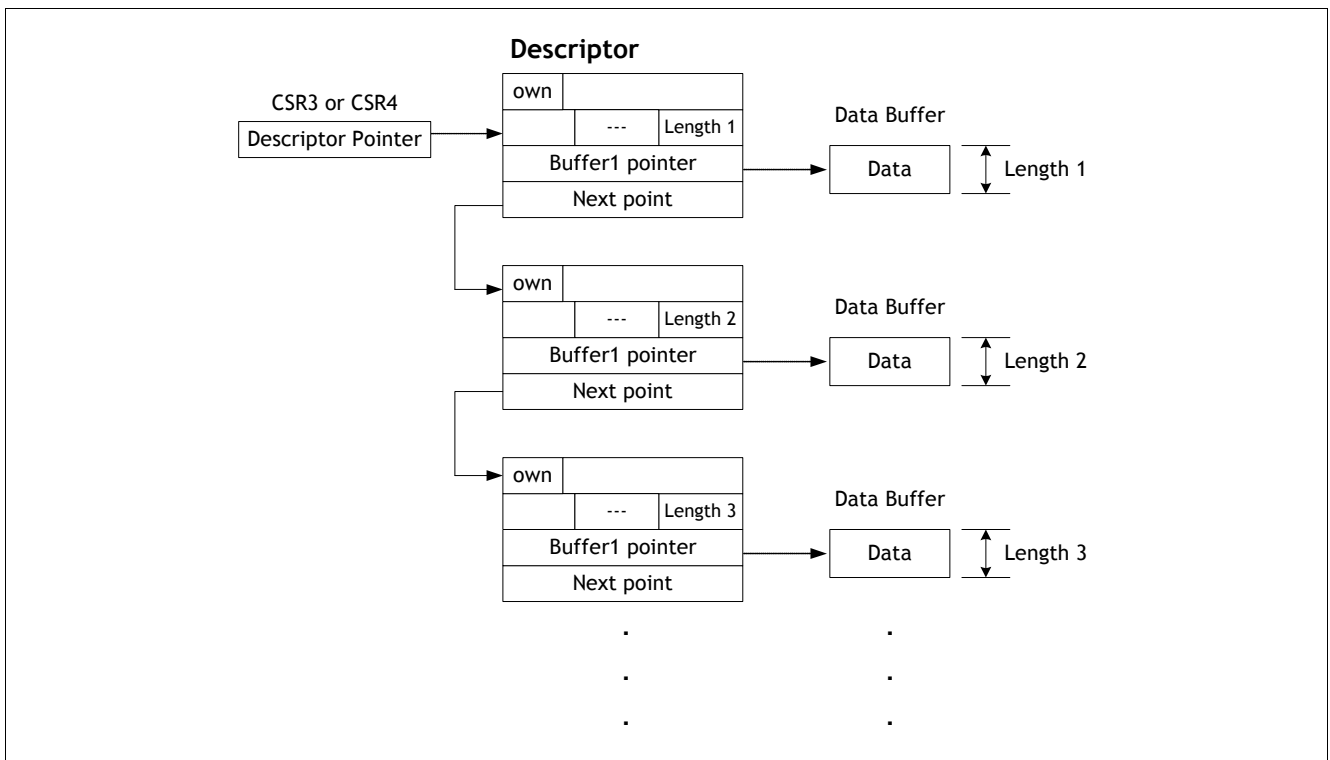 Descriptor
CSR3 or CSR4
Descriptor Pointer
own
--- Length 1
Buffer1 pointer
Next point
Data Buffer
Data
Length 1
own
--- Length 2
Buffer1 pointer
Next point
Data Buffer
Data
Length 2
own
--- Length 3
Buffer1 pointer
Next point
Data Buffer
Data
Length 3
. .
. .
. .